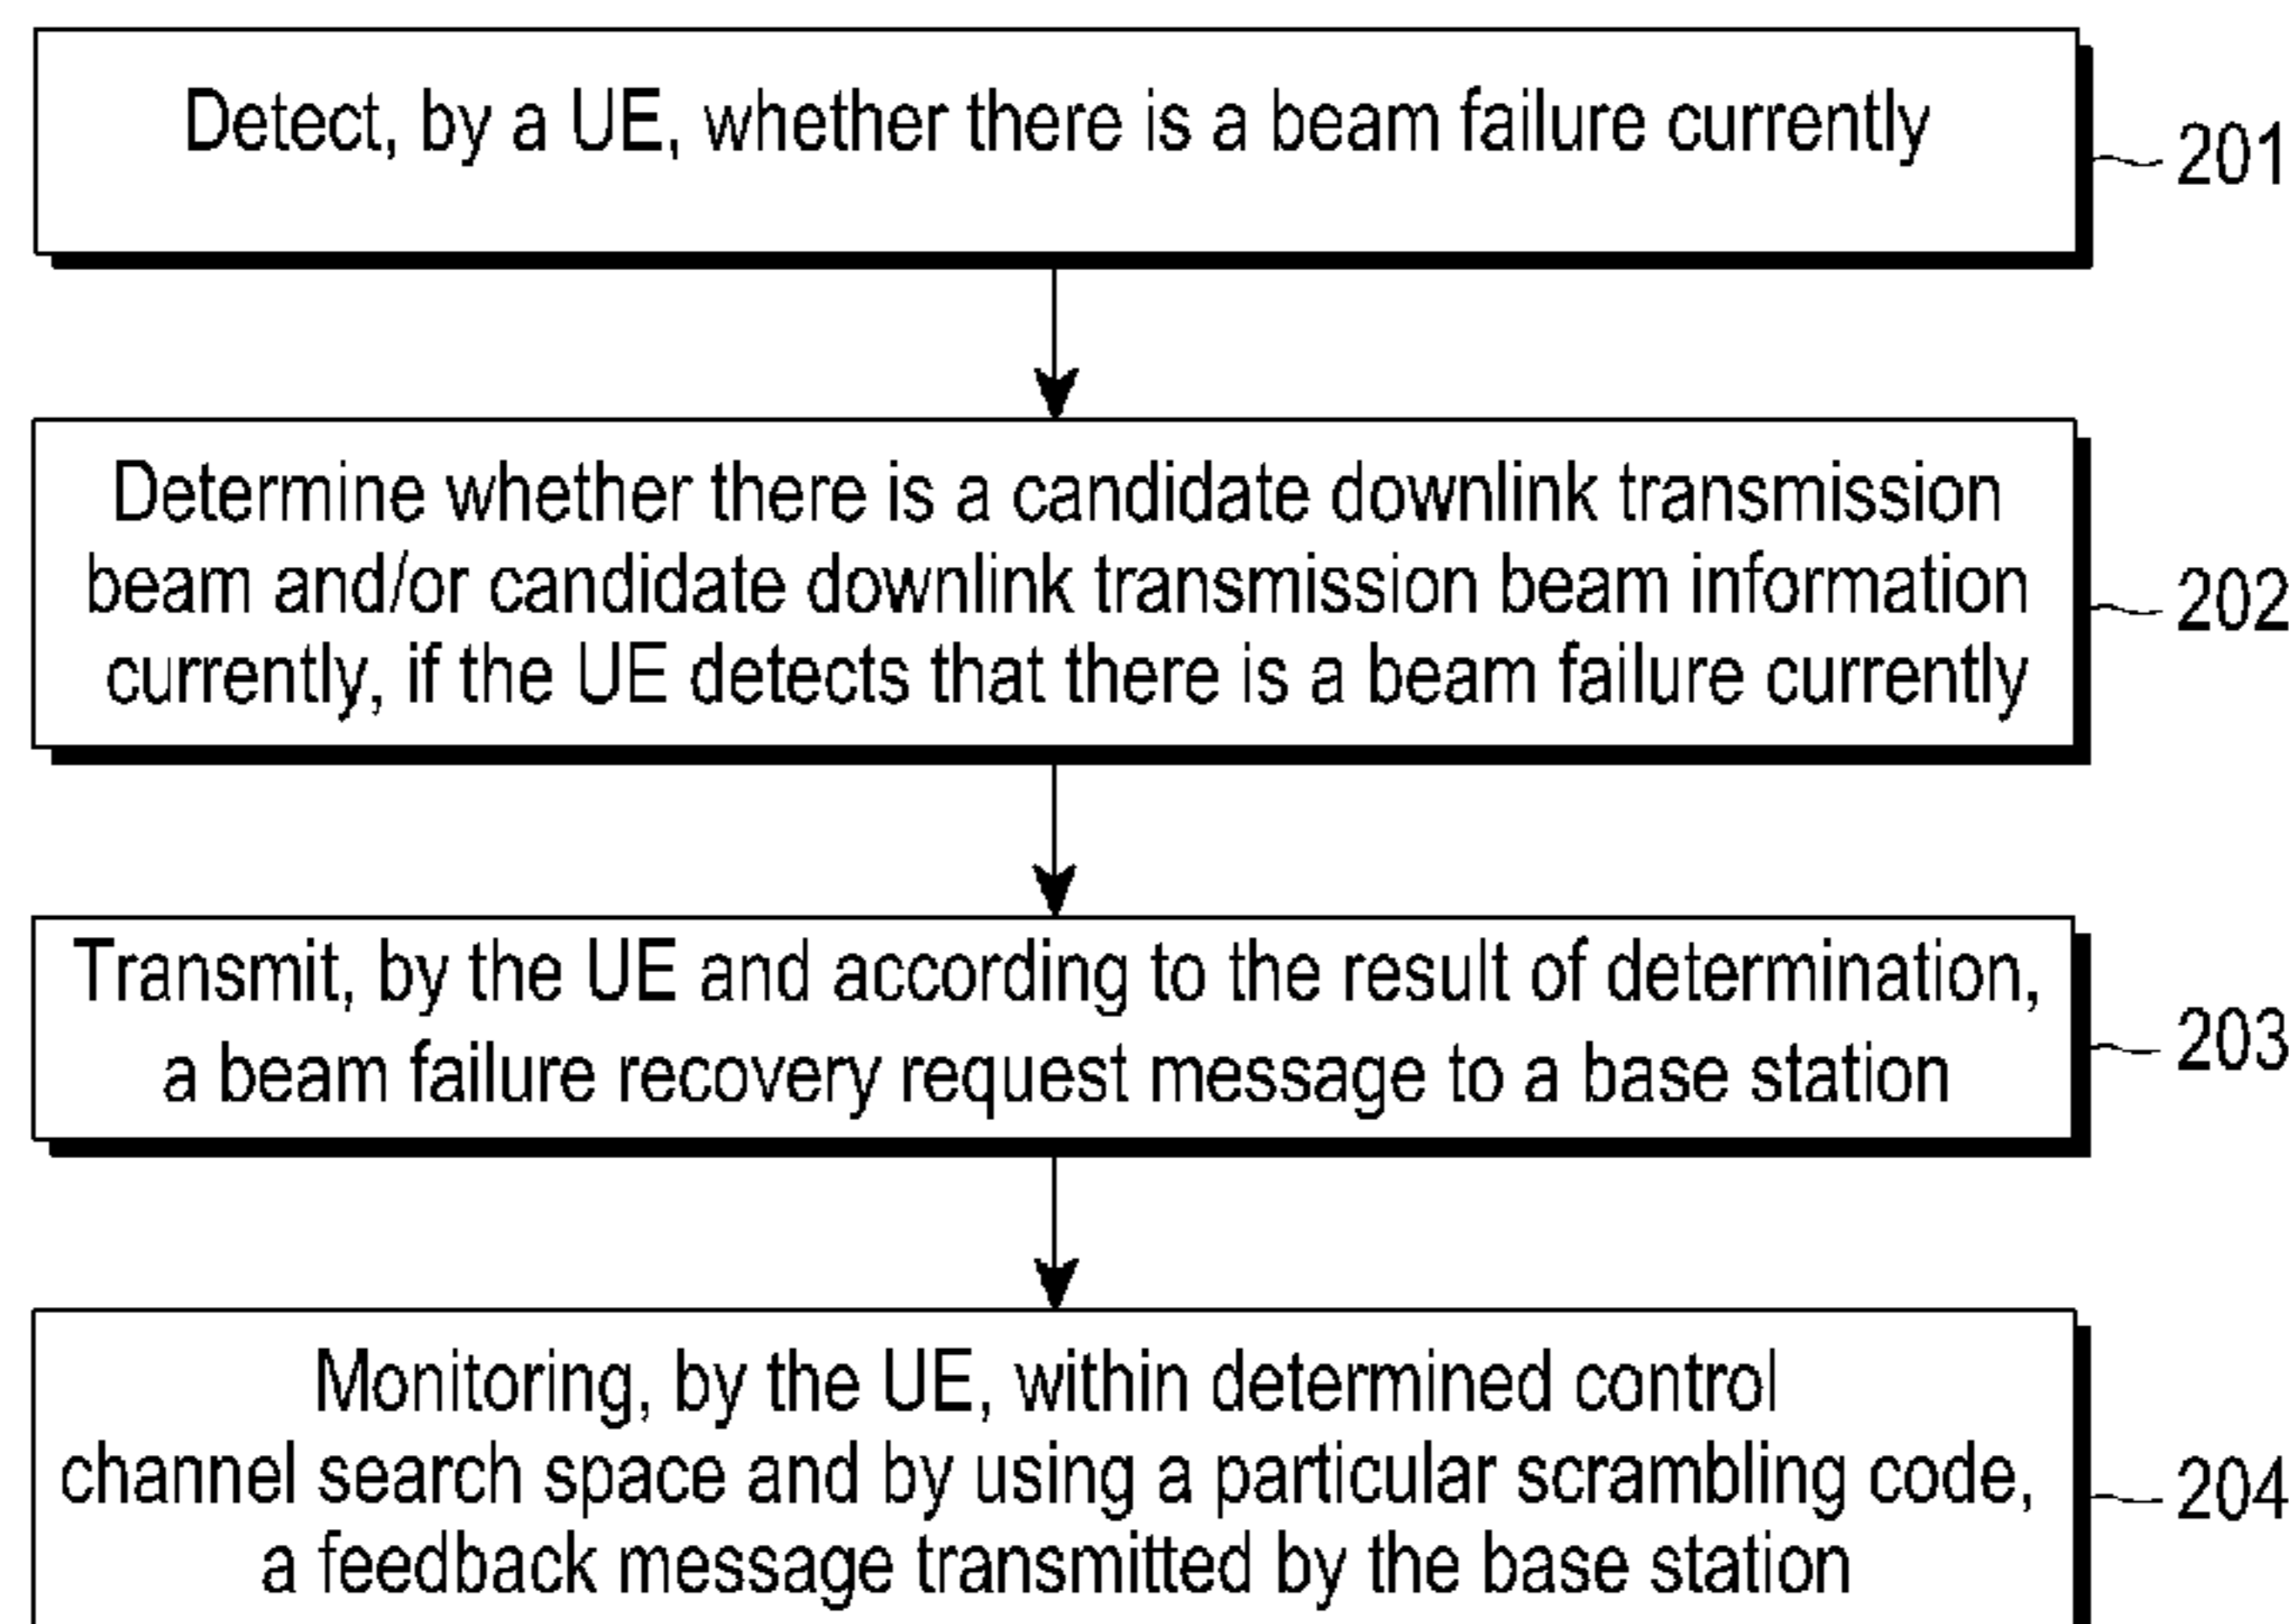 Detect, by a UE, whether there is a beam failure currently
201
Determine whether there is a candidate downlink transmission
beam and/or candidate downlink transmission beam information
currently, if the UE detects that there is a beam failure currently
202
Transmit, by the UE and according to the result of determination,
a beam failure recovery request message to a base station
203
Monitoring, by the UE, within determined control
channel search space and by using a particular scrambling code,
a feedback message transmitted by the base station
204